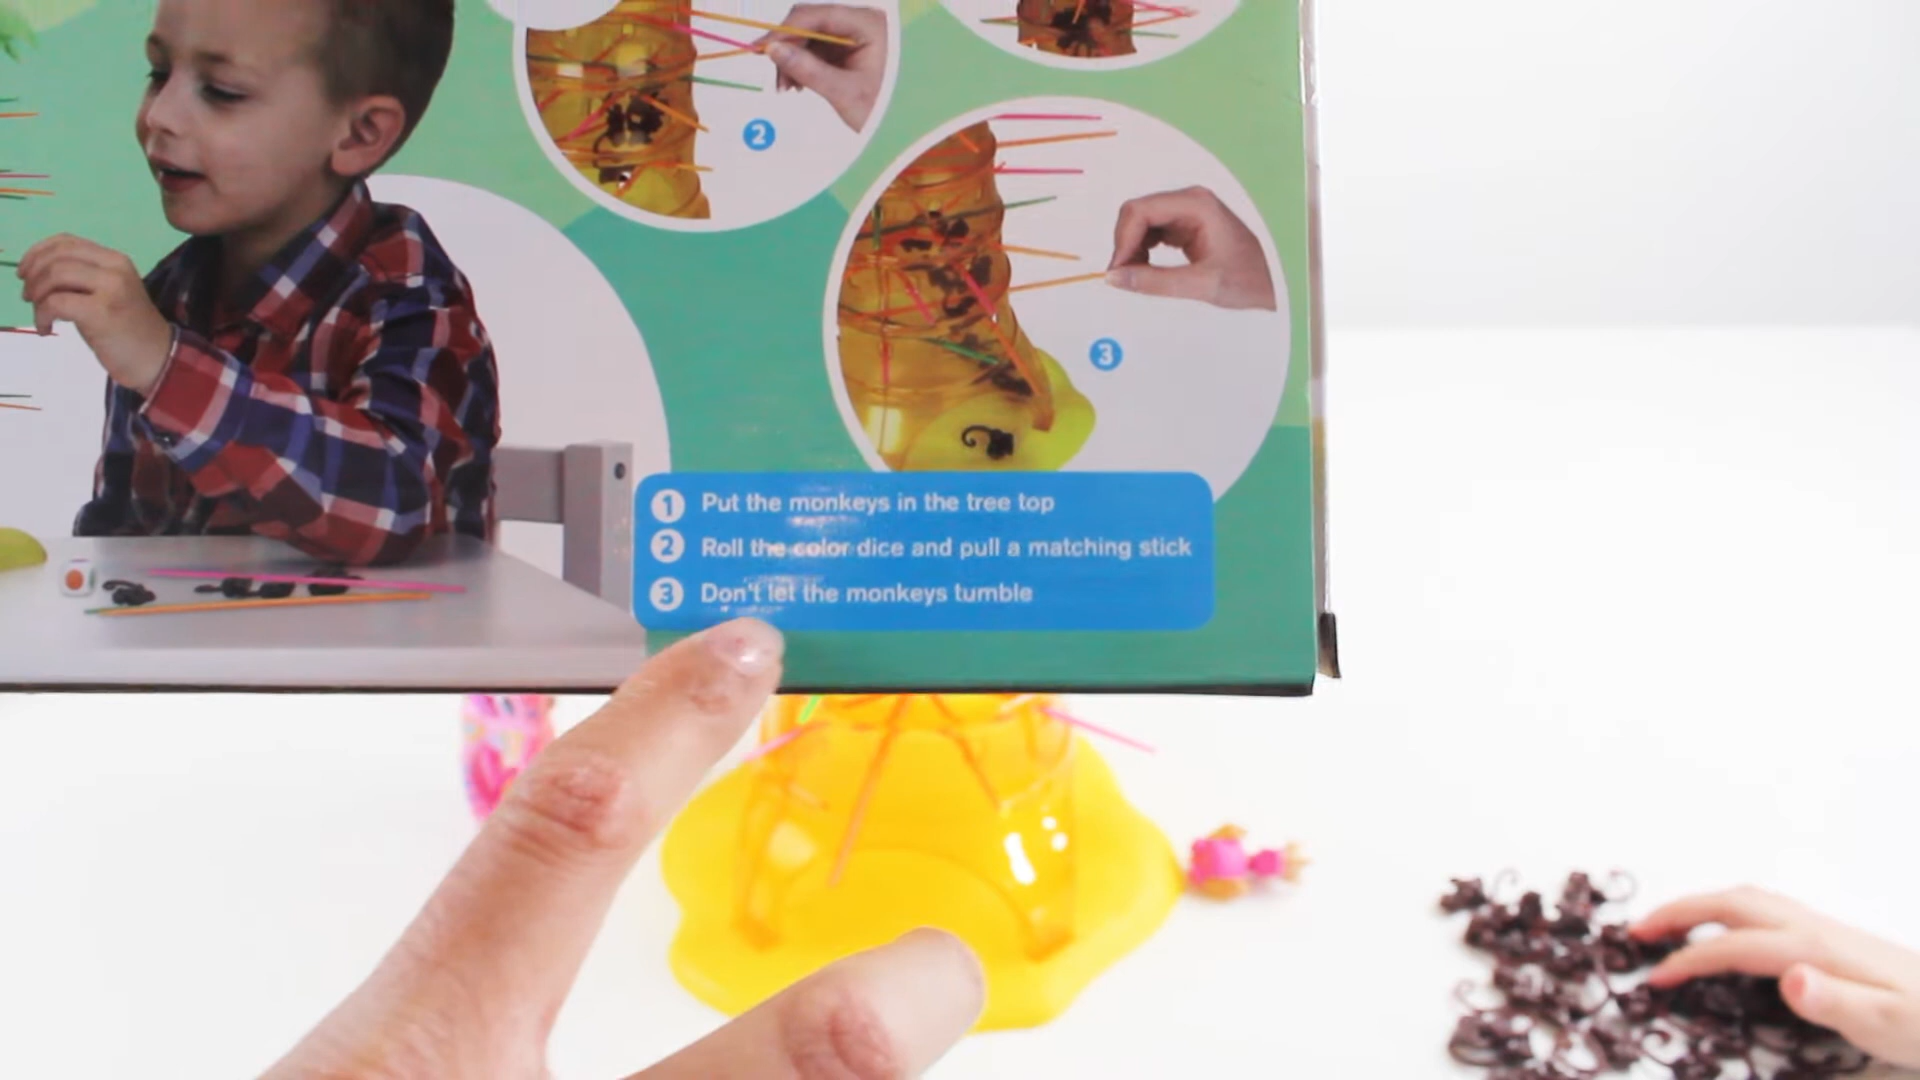 2
3
1 Put the monkeys in the tree top
2 Roll the color dice and pull a matching stick
3 Don't let the monkeys tumble